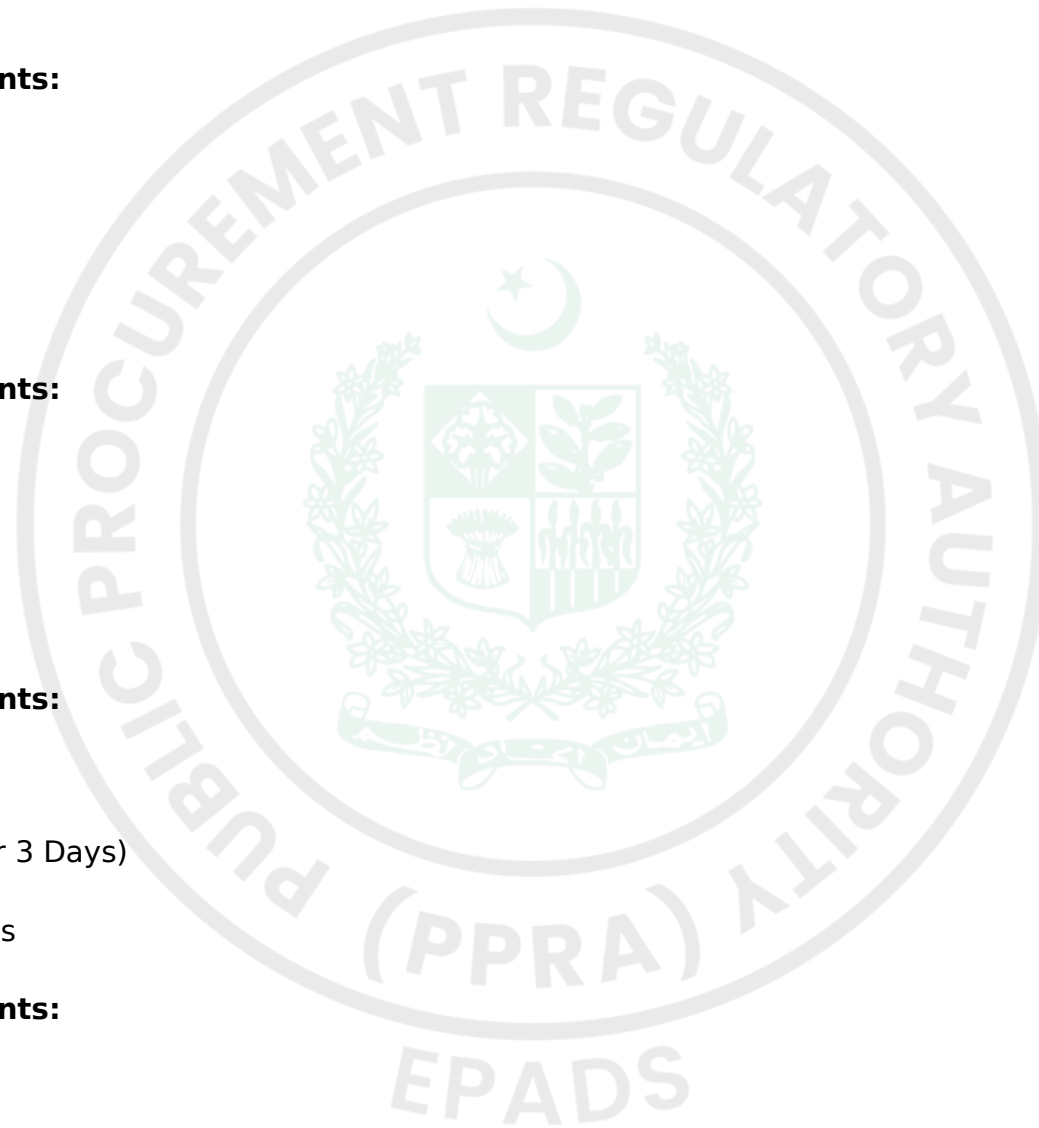 nts:
nts:
nts:
r 3 Days)
s
nts:
PUBLIC PROCUREMENT REGULATORY AUTHORITY
(PPRA)
EPADS